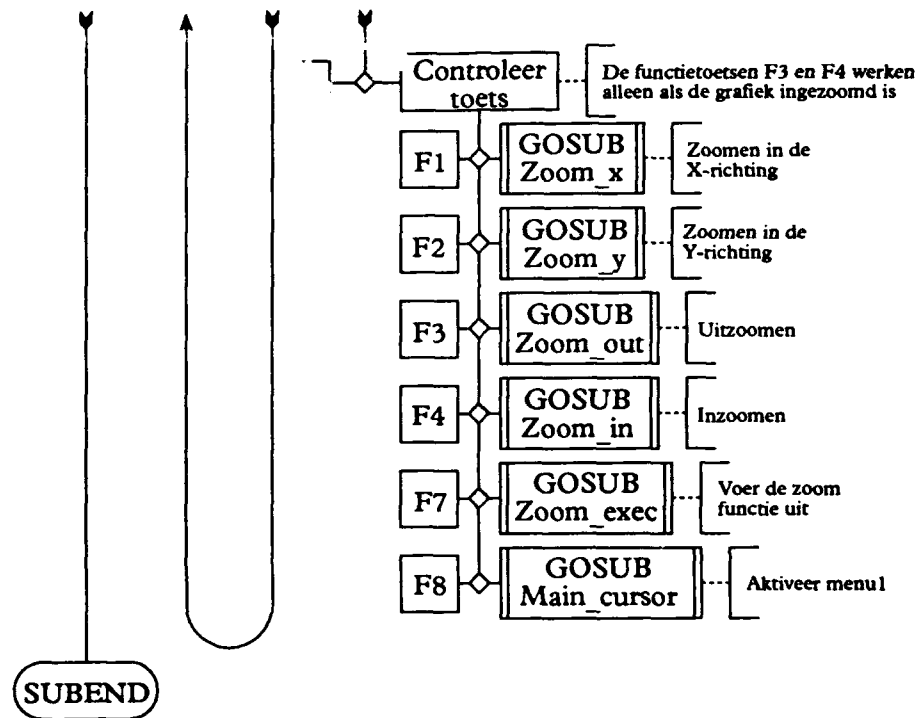 Controleer
toets
De functietoetsen F3 en F4 werken
alleen als de grafiek ingezoomd is
F1
GOSUB
Zoom_x
Zoomen in de
X-richting
F2
GOSUB
Zoom_y
Zoomen in de
Y-richting
F3
GOSUB
Zoom_out
Uitzoomen
F4
GOSUB
Zoom_in
Inzoomen
F7
GOSUB
Zoom_exec
Voer de zoom
functie uit
F8
GOSUB
Main_cursor
Aktiveer menu1
SUBEND